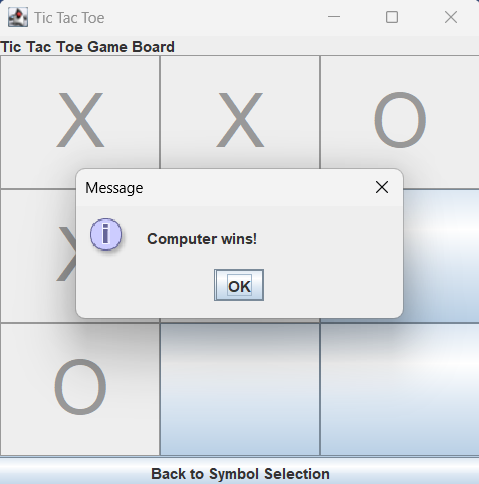 Tic Tac Toe
Tic Tac Toe Game Board
X X O
Message
Computer wins!
X
OK
O
Back to Symbol Selection